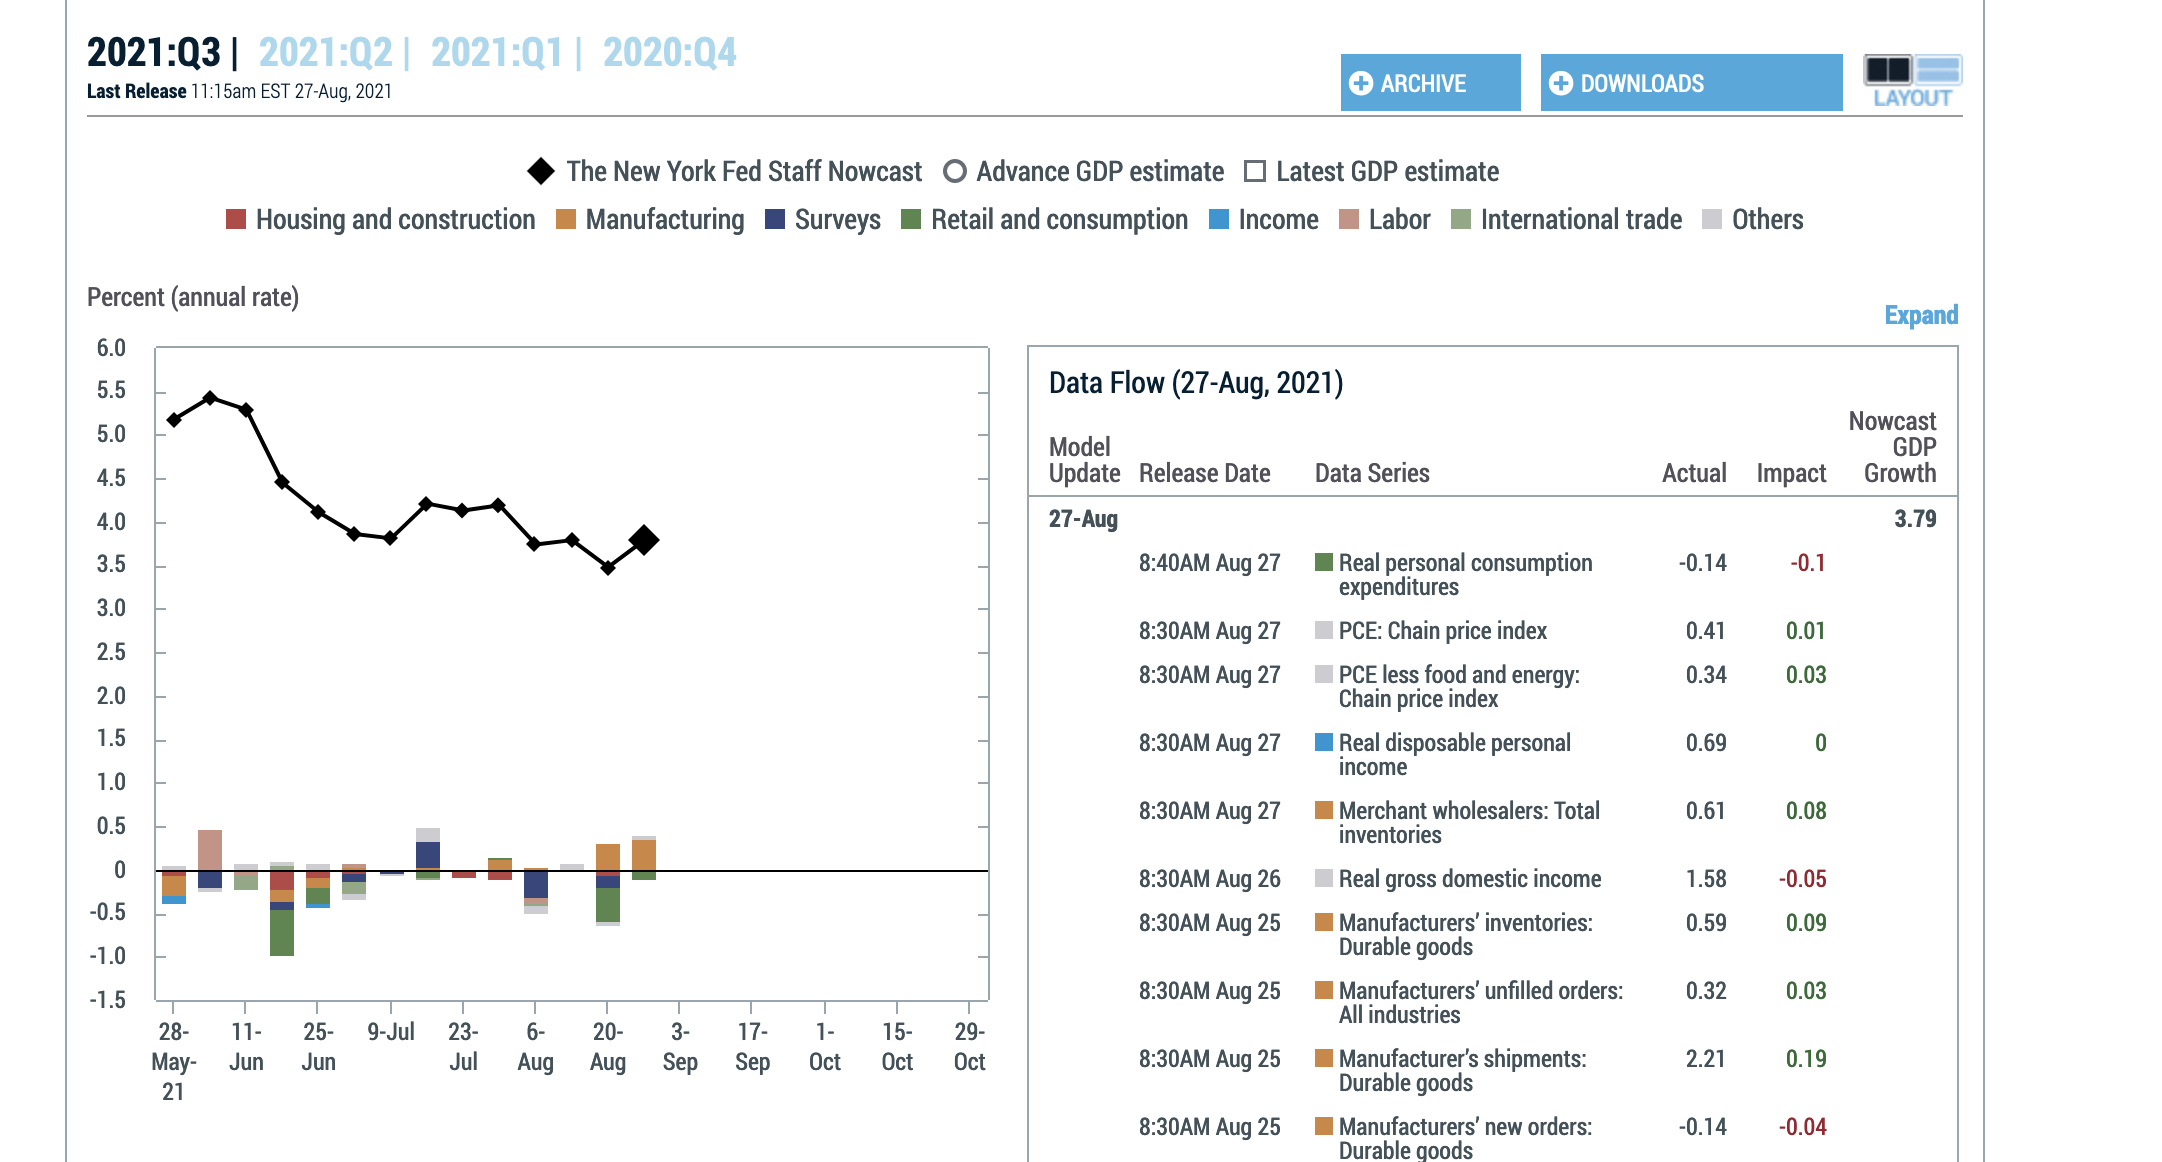 2021:Q3 | 2021:Q2 | 2021:Q1 | 2020:Q4
Last Release 11:15am EST 27-Aug, 2021
ARCHIVE
DOWNLOADS
LAYOUT
The New York Fed Staff Nowcast Advance GDP estimate Latest GDP estimate
Housing and construction Manufacturing Surveys Retail and consumption Income Labor International trade Others
Percent (annual rate)
6.0
5.5
5.0
4.5
4.0
3.5
3.0
2.5
2.0
1.5
1.0
0.5
0
-0.5
-1.0
-1.5
28- 11- 25- 9-Jul 23- 6- 20- 3- 17- 1- 15- 29-
May- Jun Jun Jul Aug Aug Sep Sep Oct Oct Oct
21
Expand
Data Flow (27-Aug, 2021)
Nowcast
Model GDP
Update Release Date Data Series Actual Impact Growth
27-Aug 3.79
8:40AM Aug 27 Real personal consumption -0.14 -0.1
expenditures
8:30AM Aug 27 PCE: Chain price index 0.41 0.01
8:30AM Aug 27 PCE less food and energy: 0.34 0.03
Chain price index
8:30AM Aug 27 Real disposable personal 0.69 0
income
8:30AM Aug 27 Merchant wholesalers: Total 0.61 0.08
inventories
8:30AM Aug 26 Real gross domestic income 1.58 -0.05
8:30AM Aug 25 Manufacturers’ inventories: 0.59 0.09
Durable goods
8:30AM Aug 25 Manufacturers’ unfilled orders: 0.32 0.03
All industries
8:30AM Aug 25 Manufacturer’s shipments: 2.21 0.19
Durable goods
8:30AM Aug 25 Manufacturers’ new orders: -0.14 -0.04
Durable goods